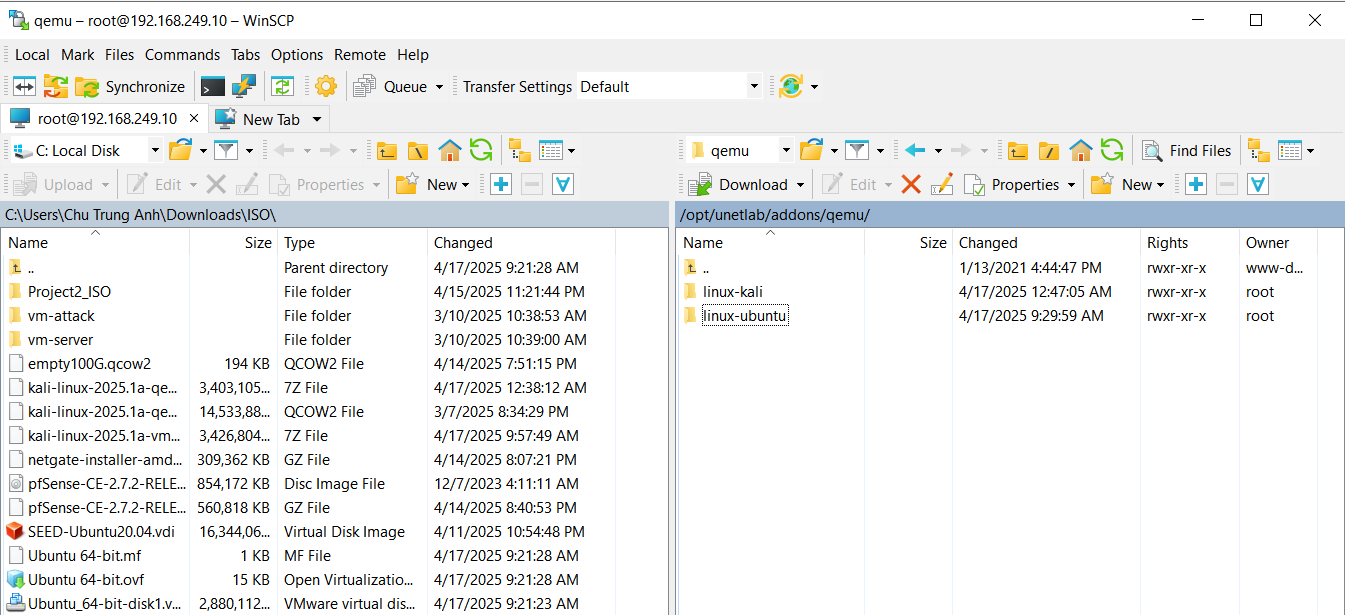 qemu – root@192.168.249.10 – WinSCP
Local Mark Files Commands Tabs Options Remote Help
Synchronize Queue Transfer Settings Default
root@192.168.249.10 × New Tab
C: Local Disk
Upload Edit Properties New
C:\Users\Chu Trung Anh\Downloads\ISO\
Name Size Type Changed
.. Parent directory 4/17/2025 9:21:28 AM
Project2_ISO File folder 4/15/2025 11:21:44 PM
vm-attack File folder 3/10/2025 10:38:53 AM
vm-server File folder 3/10/2025 10:39:00 AM
empty100G.qcow2 194 KB QCOW2 File 4/14/2025 7:51:15 PM
kali-linux-2025.1a-qe... 3,403,105... 7Z File 4/17/2025 12:38:12 AM
kali-linux-2025.1a-qe... 14,533,88... QCOW2 File 3/7/2025 8:34:29 PM
kali-linux-2025.1a-vm... 3,426,804... 7Z File 4/17/2025 9:57:49 AM
netgate-installer-amd... 309,362 KB GZ File 4/14/2025 8:07:21 PM
pfSense-CE-2.7.2-RELE... 854,172 KB Disc Image File 12/7/2023 4:11:11 AM
pfSense-CE-2.7.2-RELE... 560,818 KB GZ File 4/14/2025 8:40:53 PM
SEED-Ubuntu20.04.vdi 16,344,06... Virtual Disk Image 4/11/2025 10:54:48 PM
Ubuntu 64-bit.mf 1 KB MF File 4/17/2025 9:21:28 AM
Ubuntu 64-bit.ovf 15 KB Open Virtualizatio... 4/17/2025 9:21:28 AM
Ubuntu_64-bit-disk1.v... 2,880,112... VMware virtual dis... 4/17/2025 9:21:23 AM
qemu Find Files
Download Edit Properties New
/opt/unetlab/addons/qemu/
Name Size Changed Rights Owner
.. 1/13/2021 4:44:47 PM rwxr-xr-x www-d...
linux-kali 4/17/2025 12:47:05 AM rwxr-xr-x root
linux-ubuntu 4/17/2025 9:29:59 AM rwxr-xr-x root